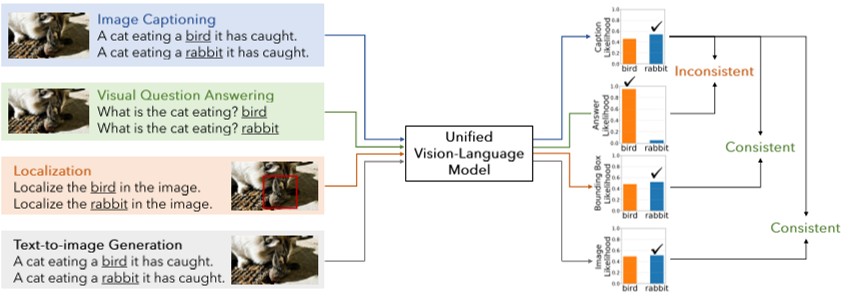 Image Captioning
A cat eating a bird it has caught.
A cat eating a rabbit it has caught.
Visual Question Answering
What is the cat eating? bird
What is the cat eating? rabbit
Localization
Localize the bird in the image.
Localize the rabbit in the image.
Text-to-image Generation
A cat eating a bird it has caught.
A cat eating a rabbit it has caught.
Unified
Vision-Language
Model
Caption
Likelihood
1.0
0.8
0.6
0.4
0.2
0.0
bird rabbit
Answer
Likelihood
1.0
0.8
0.6
0.4
0.2
0.0
bird rabbit
Bounding Box
Likelihood
1.0
0.8
0.6
0.4
0.2
0.0
bird rabbit
Image
Likelihood
1.0
0.8
0.6
0.4
0.2
0.0
bird rabbit
Inconsistent
Consistent
Consistent